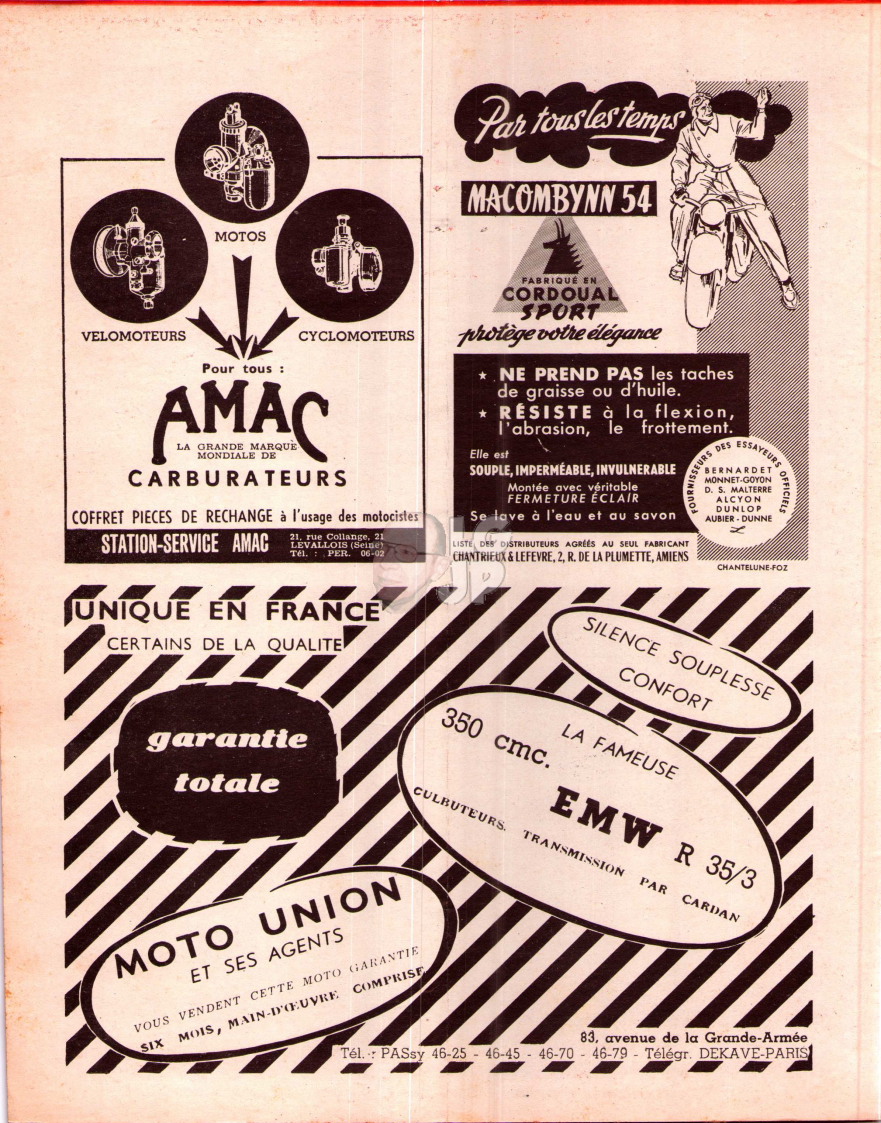 MOTOS
VELOMOTEURS
CYCLOMOTEURS
Pour tous :
AMAC
LA GRANDE MARQUE
MONDIALE DE
CARBURATEURS
COFFRET PIECES DE RECHANGE à l'usage des motocistes
STATION-SERVICE AMAC
21, rue Collange, 21
LEVALLOIS (Seine)
Tél. : PER. 06-02
Par tous les temps
MACOMBYNN 54
FABRIQUÉ EN
CORDOUAL
SPORT
protège votre élégance
★ NE PREND PAS les taches
de graisse ou d'huile.
★ RÉSISTE à la flexion,
l'abrasion, le frottement.
Elle est
SOUPLE, IMPERMÉABLE, INVULNERABLE
Montée avec véritable
FERMETURE ÉCLAIR
Se lave à l'eau et au savon
FOURNISSEURS DES ESSAYEURS OFFICIELS
BERNARDET
MONNET-GOYON
D. S. MALTERRE
ALCYON
DUNLOP
AUBIER - DUNNE
LISTE DES DISTRIBUTEURS AGRÉÉS AU SEUL FABRICANT
CHANTRIEUX & LEFEVRE, 2, R. DE LA PLUMETTE, AMIENS
CHANTELUNE-FOZ
UNIQUE EN FRANCE
CERTAINS DE LA QUALITE
garantie
totale
SILENCE SOUPLESSE
CONFORT
350 cmc.
LA FAMEUSE
EMW R 35/3
CULBUTEURS. TRANSMISSION PAR CARDAN
MOTO UNION
ET SES AGENTS
VOUS VENDENT CETTE MOTO GARANTIE
SIX MOIS, MAIN-D'ŒUVRE COMPRISE
83, avenue de la Grande-Armée
Tél. : PASsy 46-25 - 46-45 - 46-70 - 46-79 - Télégr. DEKAVE-PARIS